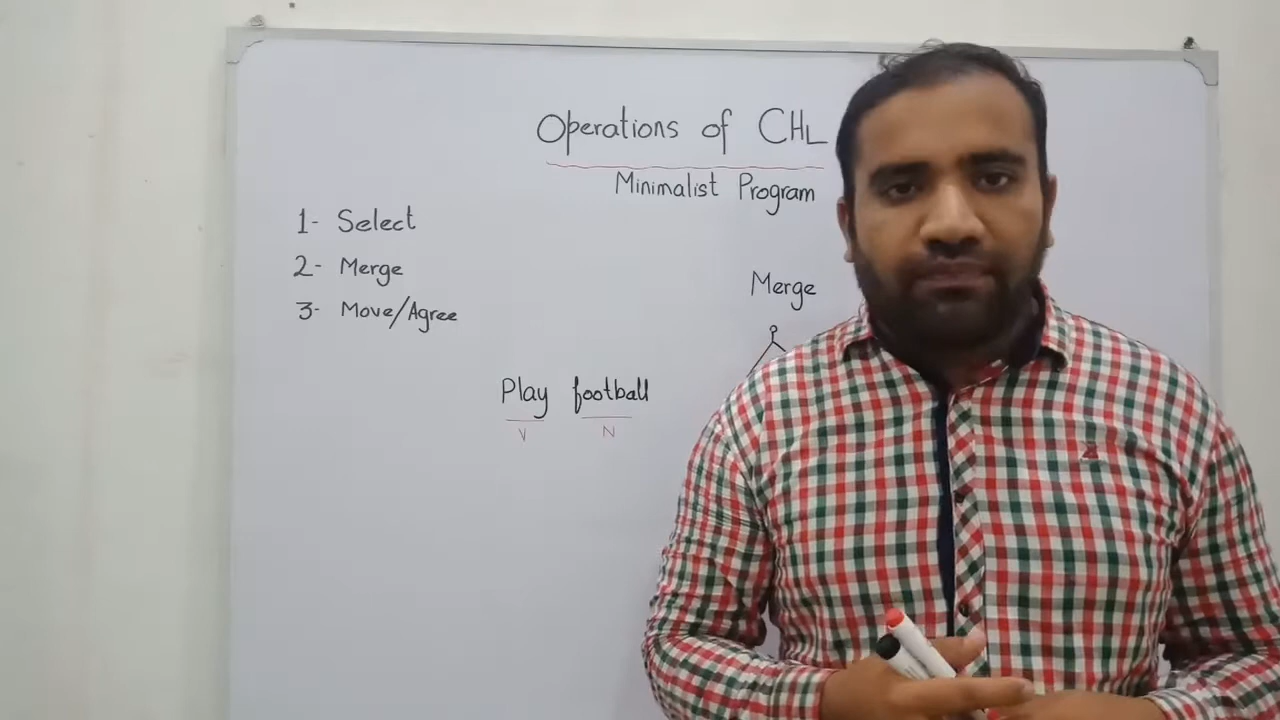 Operations of CHL
Minimalist Program
1- Select
2- Merge
3- Move/Agree
Merge
Play football
V N